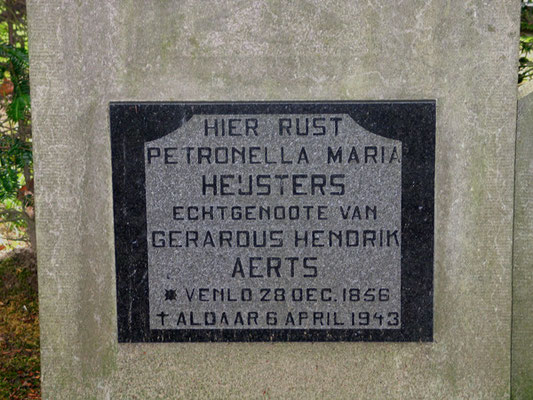 HIER RUST
PETRONELLA MARIA
HEIJSTERS
ECHTGENOOTE VAN
GERARDUS HENDRIK
AERTS
* VENLO 28 DEC. 1856
† ALDAAR 6 APRIL 1943